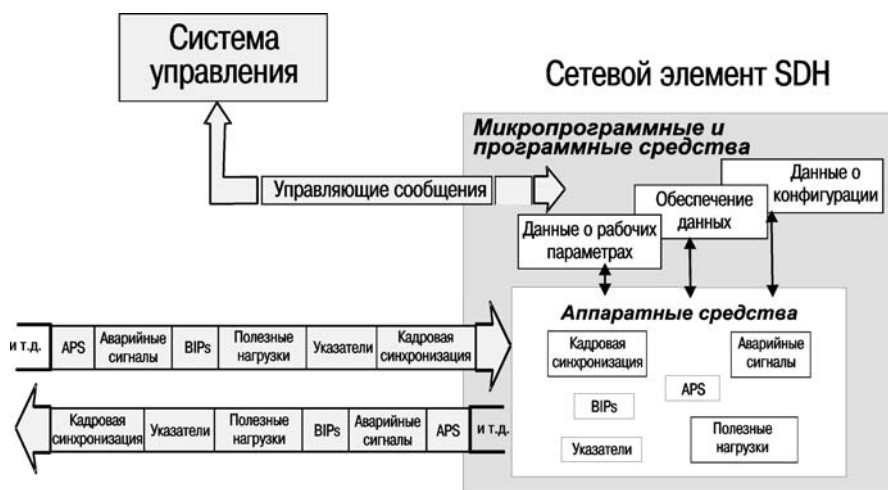 Система
управления
Сетевой элемент SDH
Микропрограммные и
программные средства
Управляющие сообщения
Данные о
конфигурации
Обеспечение
данных
Данные о рабочих
параметрах
Аппаратные средства
Кадровая
синхронизация
Аварийные
сигналы
APS
BIPs
Указатели
Полезные
нагрузки
и т.д.
APS
Аварийные
сигналы
BIPs
Полезные
нагрузки
Указатели
Кадровая
синхронизация
Кадровая
синхронизация
Указатели
Полезные
нагрузки
BIPs
Аварийные
сигналы
APS
и т.д.